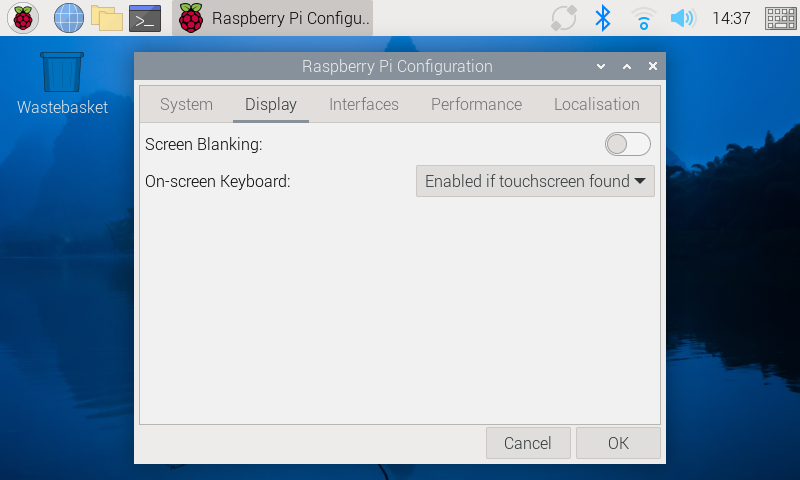 Raspberry Pi Configu..
14:37
Wastebasket
Raspberry Pi Configuration
System Display Interfaces Performance Localisation
Screen Blanking:
On-screen Keyboard: Enabled if touchscreen found
Cancel OK